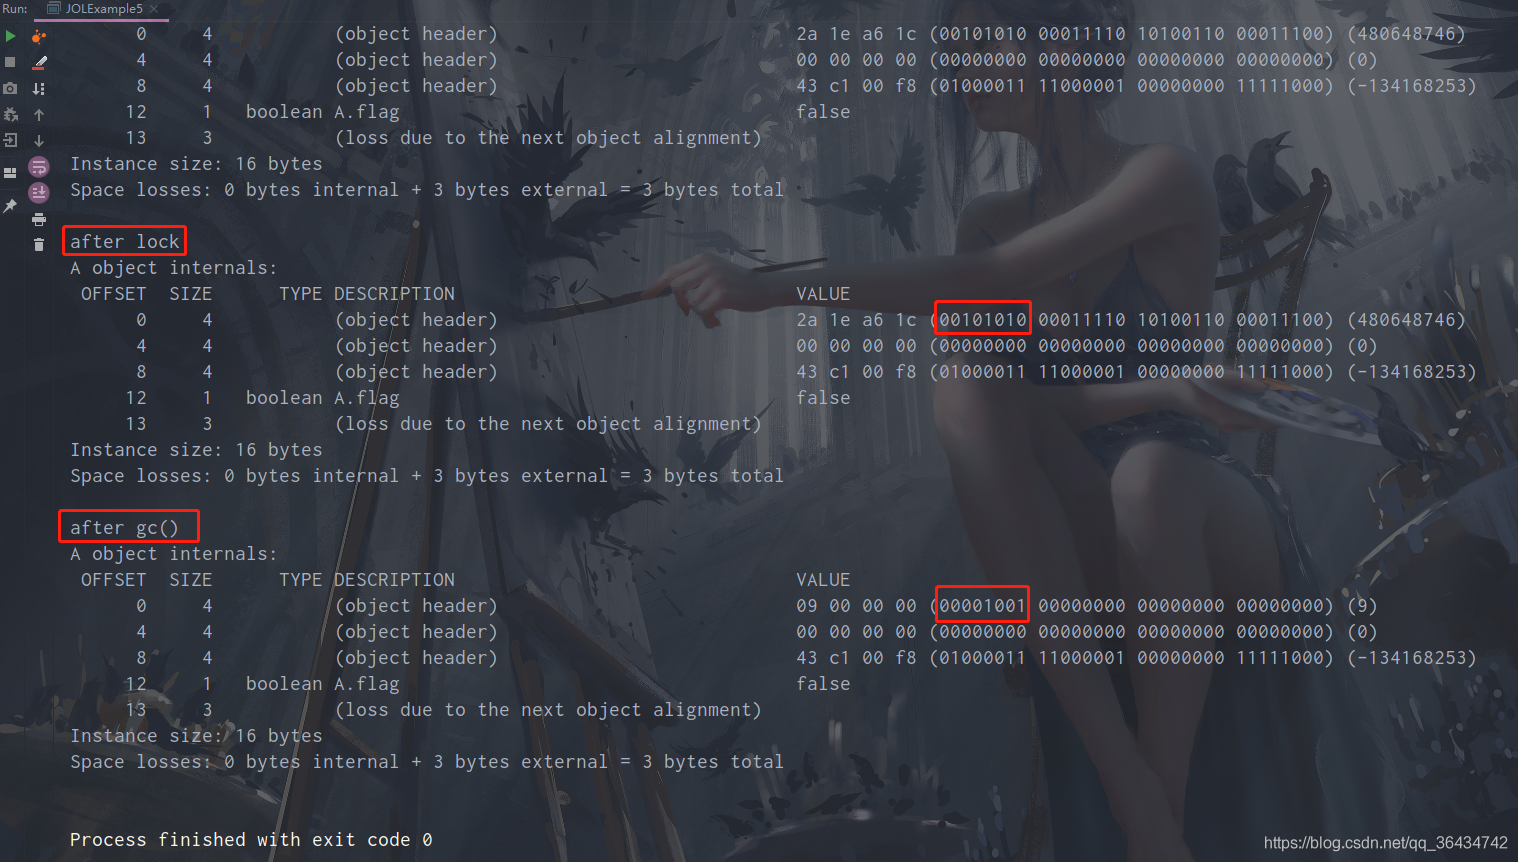 Run: JOLExample5 ×
0 4 (object header) 2a 1e a6 1c (00101010 00011110 10100110 00011100) (480648746)
4 4 (object header) 00 00 00 00 (00000000 00000000 00000000 00000000) (0)
8 4 (object header) 43 c1 00 f8 (01000011 11000001 00000000 11111000) (-134168253)
12 1 boolean A.flag false
13 3 (loss due to the next object alignment)
Instance size: 16 bytes
Space losses: 0 bytes internal + 3 bytes external = 3 bytes total
after lock
A object internals:
OFFSET SIZE TYPE DESCRIPTION VALUE
0 4 (object header) 2a 1e a6 1c (00101010 00011110 10100110 00011100) (480648746)
4 4 (object header) 00 00 00 00 (00000000 00000000 00000000 00000000) (0)
8 4 (object header) 43 c1 00 f8 (01000011 11000001 00000000 11111000) (-134168253)
12 1 boolean A.flag false
13 3 (loss due to the next object alignment)
Instance size: 16 bytes
Space losses: 0 bytes internal + 3 bytes external = 3 bytes total
after gc()
A object internals:
OFFSET SIZE TYPE DESCRIPTION VALUE
0 4 (object header) 09 00 00 00 (00001001 00000000 00000000 00000000) (9)
4 4 (object header) 00 00 00 00 (00000000 00000000 00000000 00000000) (0)
8 4 (object header) 43 c1 00 f8 (01000011 11000001 00000000 11111000) (-134168253)
12 1 boolean A.flag false
13 3 (loss due to the next object alignment)
Instance size: 16 bytes
Space losses: 0 bytes internal + 3 bytes external = 3 bytes total
Process finished with exit code 0
https://blog.csdn.net/qq_36434742